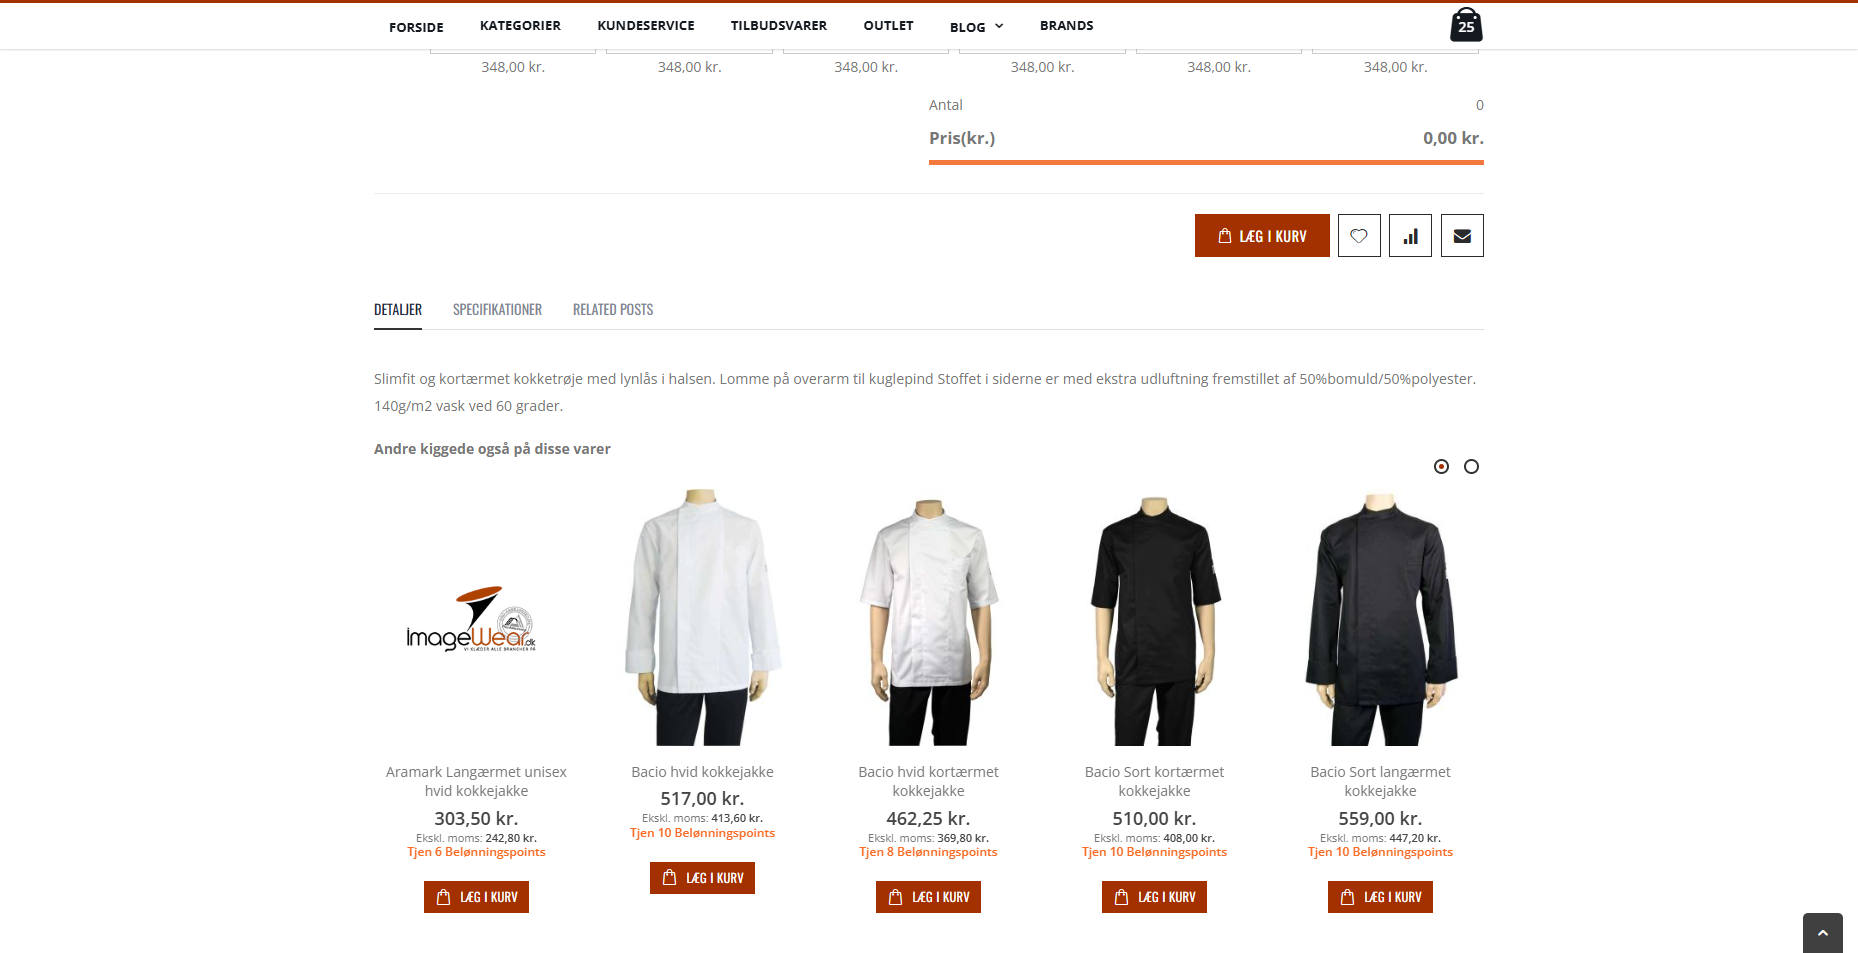 FORSIDE KATEGORIER KUNDESERVICE TILBUDSVARER OUTLET BLOG BRANDS 25
348,00 kr. 348,00 kr. 348,00 kr. 348,00 kr. 348,00 kr. 348,00 kr.
Antal 0
Pris(kr.) 0,00 kr.
LÆG I KURV
DETALJER SPECIFIKATIONER RELATED POSTS
Slimfit og kortærmet kokketrøje med lynlås i halsen. Lomme på overarm til kuglepind Stoffet i siderne er med ekstra udluftning fremstillet af 50%bomuld/50%polyester.
140g/m2 vask ved 60 grader.
Andre kiggede også på disse varer
imageWear.dk
VI KLÆDER ALLE BRANCHER PÅ
Aramark Langærmet unisex
hvid kokkejakke
303,50 kr.
Ekskl. moms: 242,80 kr.
Tjen 6 Belønningspoints
LÆG I KURV
Bacio hvid kokkejakke
517,00 kr.
Ekskl. moms: 413,60 kr.
Tjen 10 Belønningspoints
LÆG I KURV
Bacio hvid kortærmet
kokkejakke
462,25 kr.
Ekskl. moms: 369,80 kr.
Tjen 8 Belønningspoints
LÆG I KURV
Bacio Sort kortærmet
kokkejakke
510,00 kr.
Ekskl. moms: 408,00 kr.
Tjen 10 Belønningspoints
LÆG I KURV
Bacio Sort langærmet
kokkejakke
559,00 kr.
Ekskl. moms: 447,20 kr.
Tjen 10 Belønningspoints
LÆG I KURV